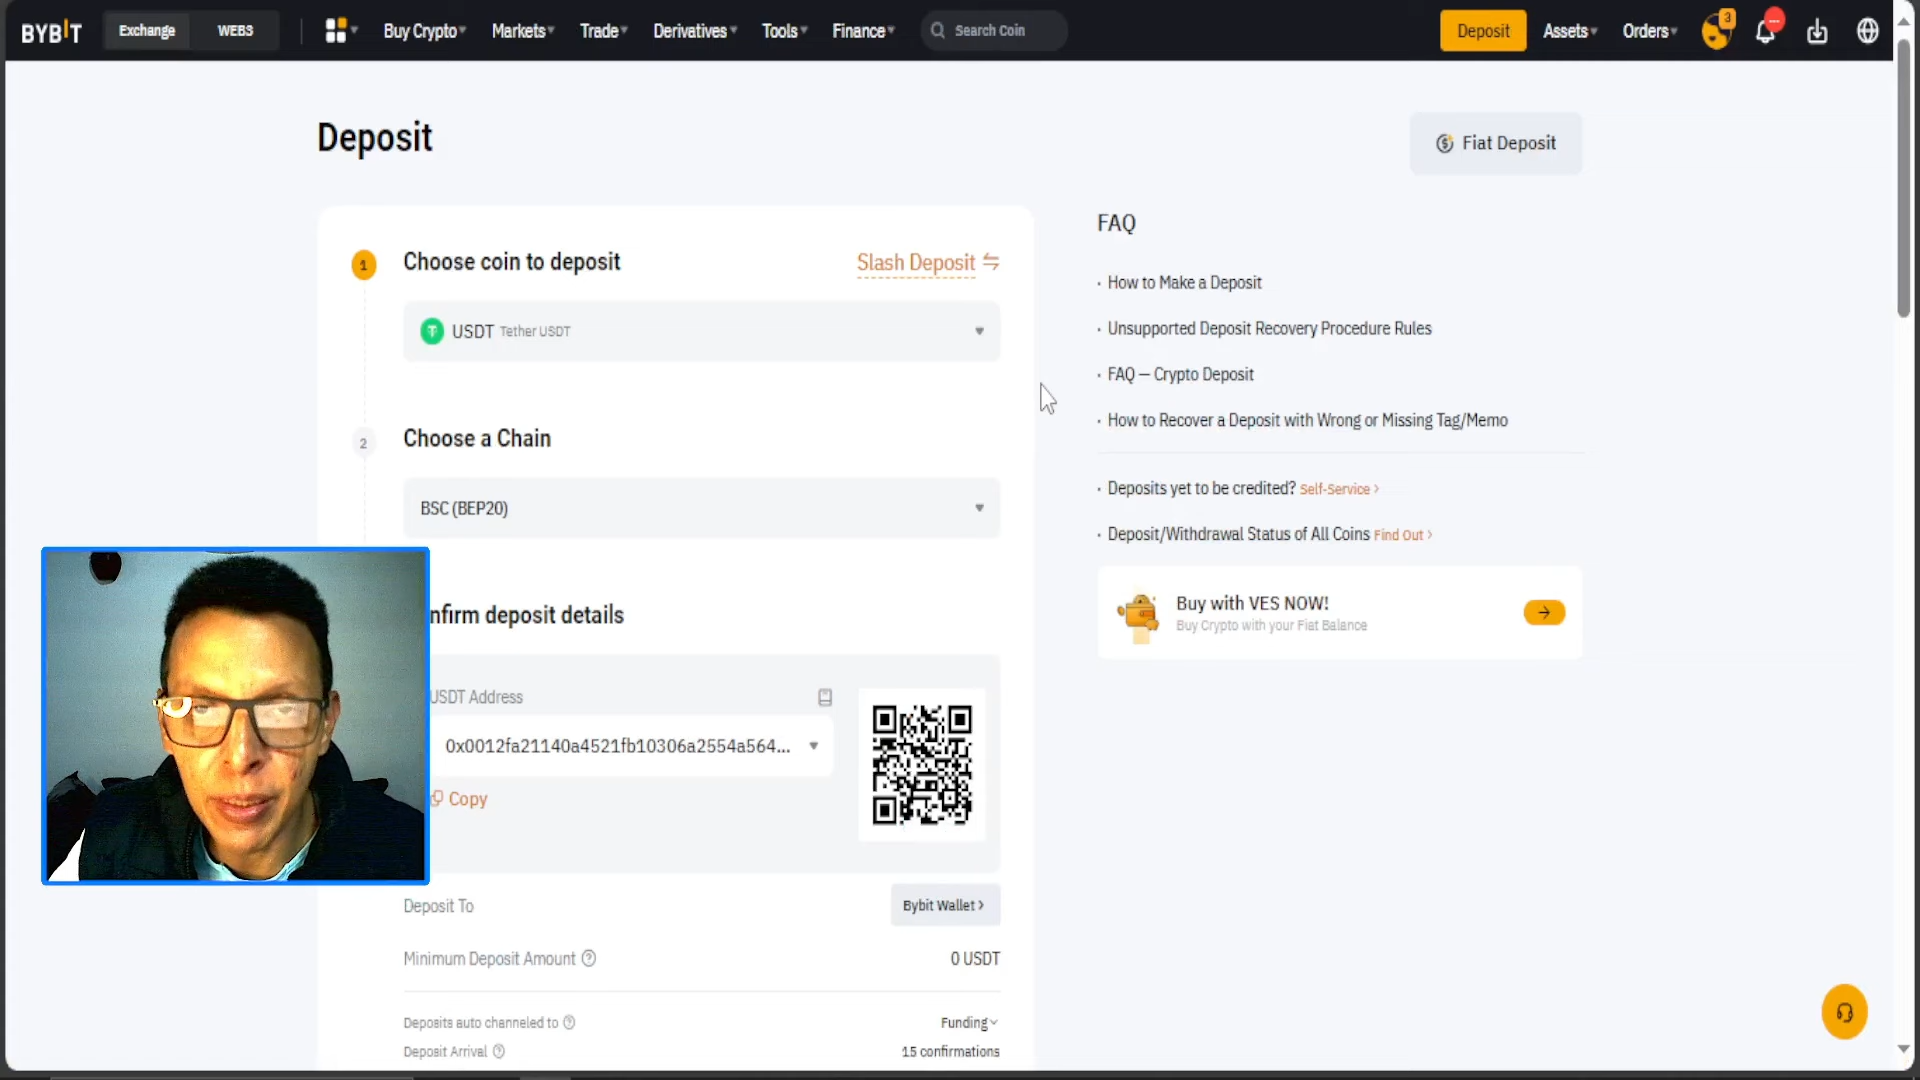 BYBIT Exchange WEB3 Buy Crypto Markets Trade Derivatives Tools Finance Search Coin Deposit Assets Orders 3
Deposit
Fiat Deposit
1 Choose coin to deposit Slash Deposit
USDT Tether USDT
2 Choose a Chain
BSC (BEP20)
nfirm deposit details
USDT Address
0x0012fa21140a4521fb10306a2554a564...
Copy
Deposit To Bybit Wallet >
Minimum Deposit Amount 0 USDT
Deposits auto channeled to Funding
Deposit Arrival 15 confirmations
FAQ
· How to Make a Deposit
· Unsupported Deposit Recovery Procedure Rules
· FAQ — Crypto Deposit
· How to Recover a Deposit with Wrong or Missing Tag/Memo
· Deposits yet to be credited? Self-Service >
· Deposit/Withdrawal Status of All Coins Find Out >
Buy with VES NOW!
Buy Crypto with your Fiat Balance